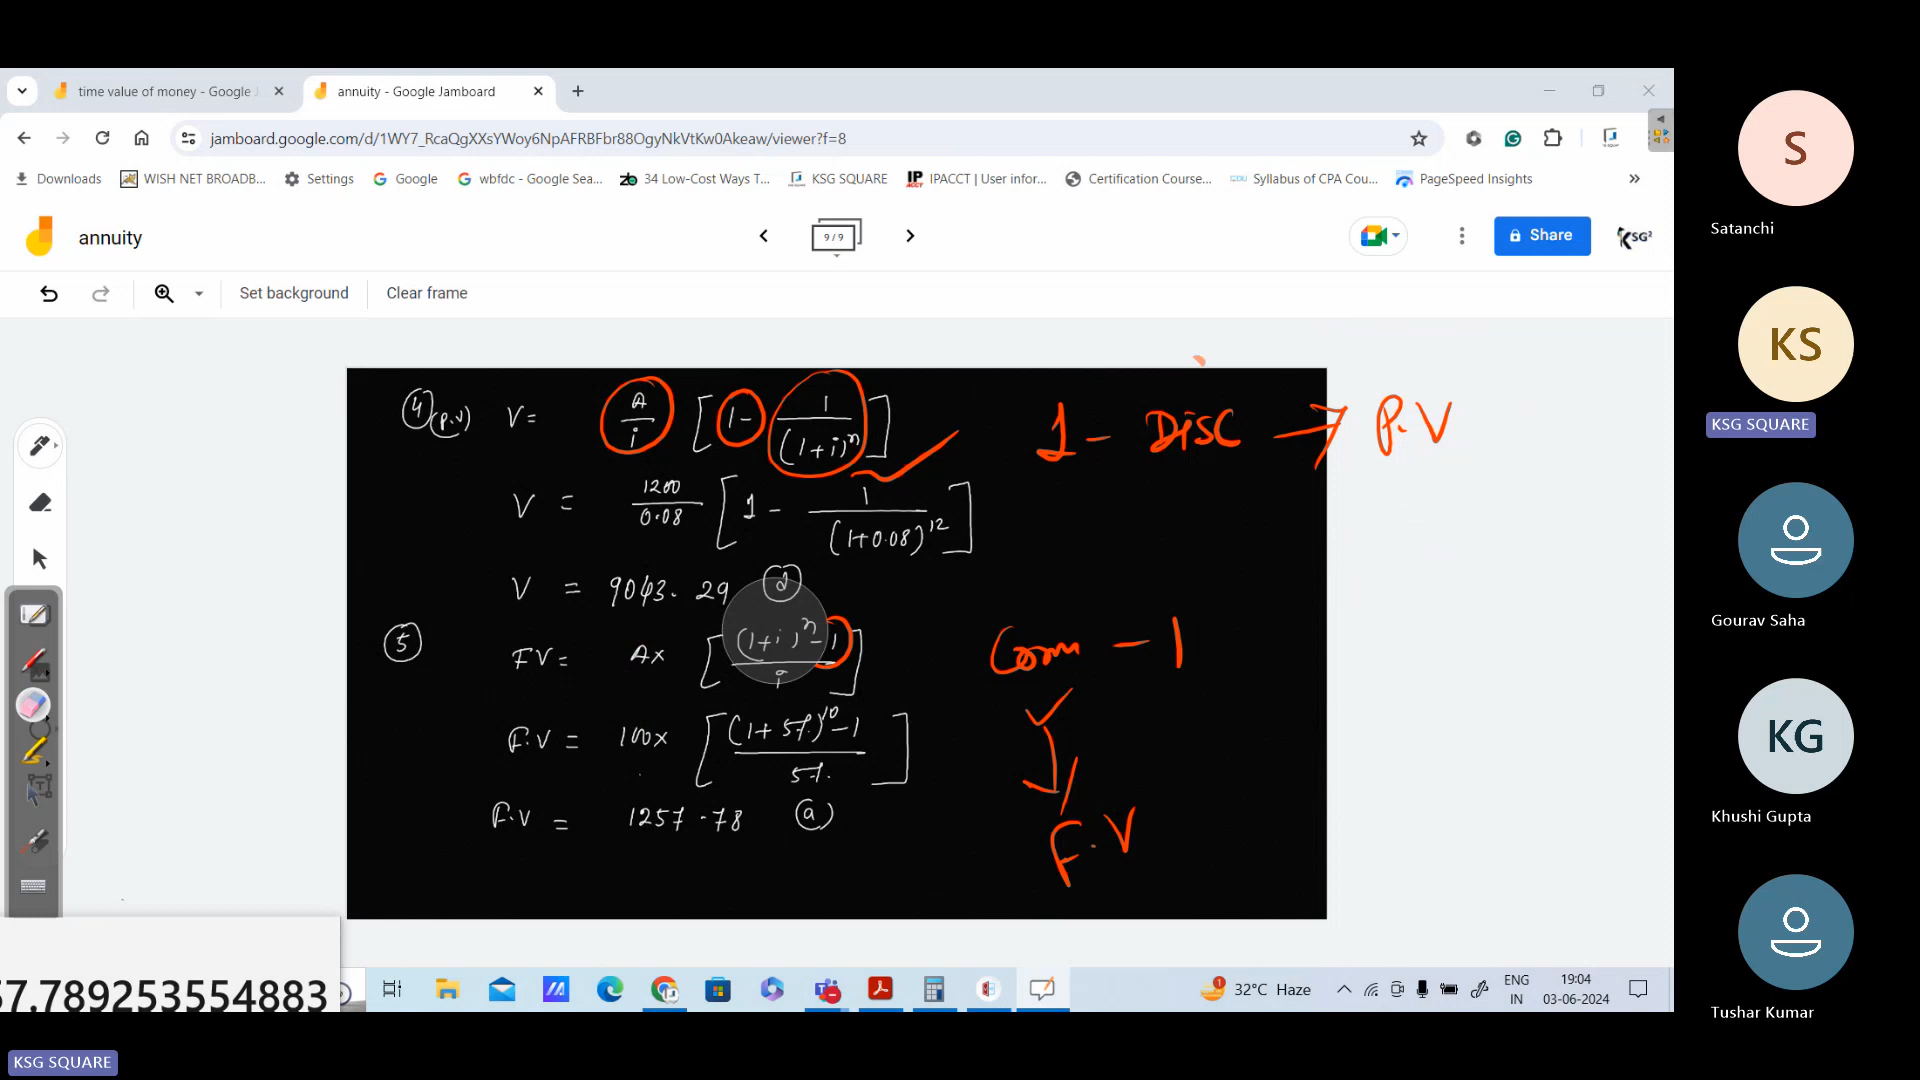 time value of money - Google J
annuity - Google Jamboard
jamboard.google.com/d/1WY7_RcaQgXXsYWoy6NpAFRBFbr88OgyNkVtKw0Akeaw/viewer?f=8
Downloads
WISH NET BROADB...
Settings
Google
wbfdc - Google Sea...
34 Low-Cost Ways T...
KSG SQUARE
IPACCT | User infor...
Certification Course...
Syllabus of CPA Cou...
PageSpeed Insights
annuity
9 / 9
Share
KSG²
Set background
Clear frame
④ (P.V) V = A/i [1 - 1/(1+i)^n]
1 - Disc → P.V
V = 1200/0.08 [1 - 1/(1+0.08)^12]
V = 9043.29 ⓓ
⑤ FV = A× [(1+i)^n - 1 / i]
Com - 1
F.V = 100× [(1+5%)^10 - 1 / 5%]
F.V = 1257.78 ⓐ
F.V
57.789253554883
32°C Haze
ENG
IN
19:04
03-06-2024
S
Satanchi
KS
KSG SQUARE
Gourav Saha
KG
Khushi Gupta
Tushar Kumar
KSG SQUARE